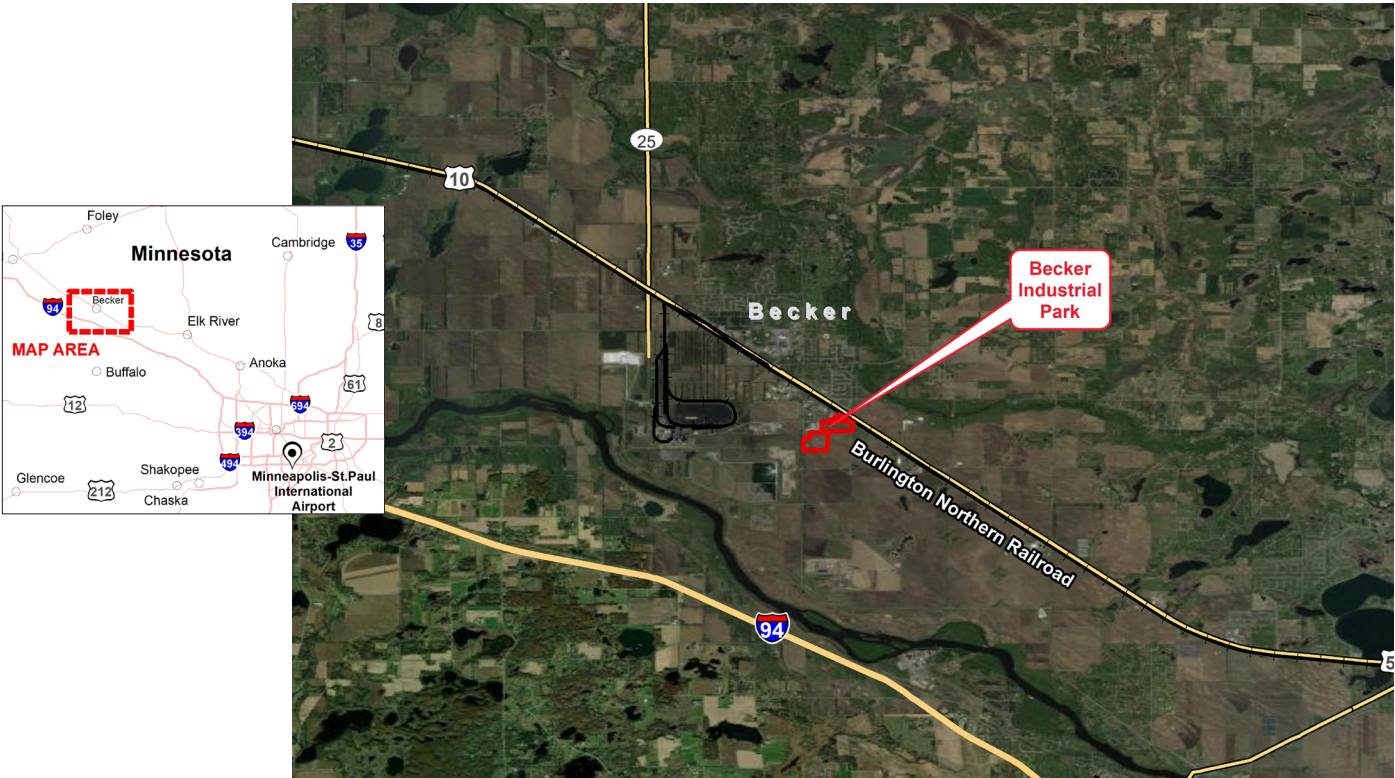 25
10
Becker
Industrial
Park
Becker
Burlington Northern Railroad
94
5
Foley
Minnesota
Cambridge
35
94
Becker
8
Elk River
MAP AREA
Anoka
Buffalo
61
12
694
394
2
494
Shakopee
Minneapolis-St.Paul
International
Airport
Glencoe
212
Chaska